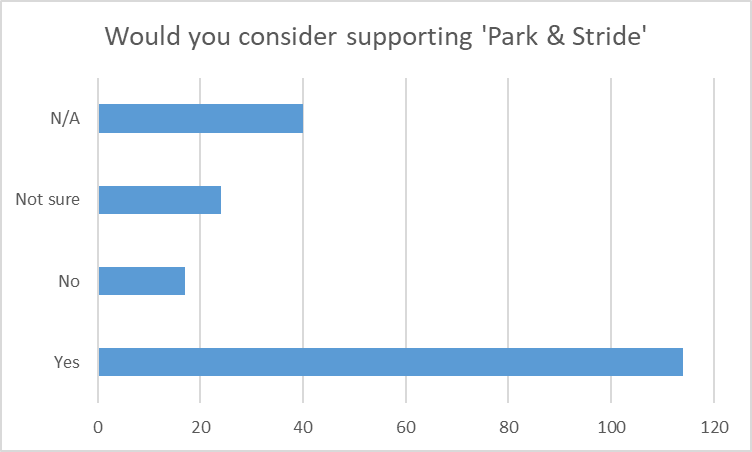 Would you consider supporting 'Park & Stride'
N/A
Not sure
No
Yes
0 20 40 60 80 100 120